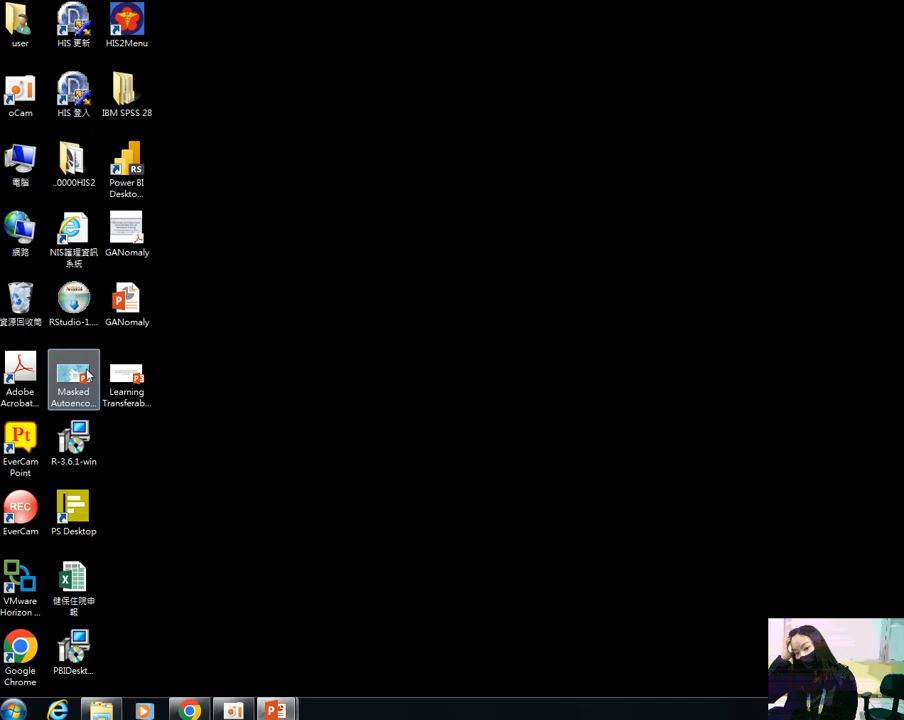 user
HIS 更新
HIS2Menu
oCam
HIS 登入
IBM SPSS 28
電腦
..0000HIS2
RS
Power BI
Deskto...
網路
NIS護理資訊
系統
GANomaly
資源回收筒
RStudio-1....
GANomaly
Adobe
Acrobat...
Masked
Autoenco...
Learning
Transferab...
Pt
EverCam
Point
R-3.6.1-win
REC
EverCam
PS Desktop
VMware
Horizon ...
健保住院申
報
Google
Chrome
PBIDeskt...